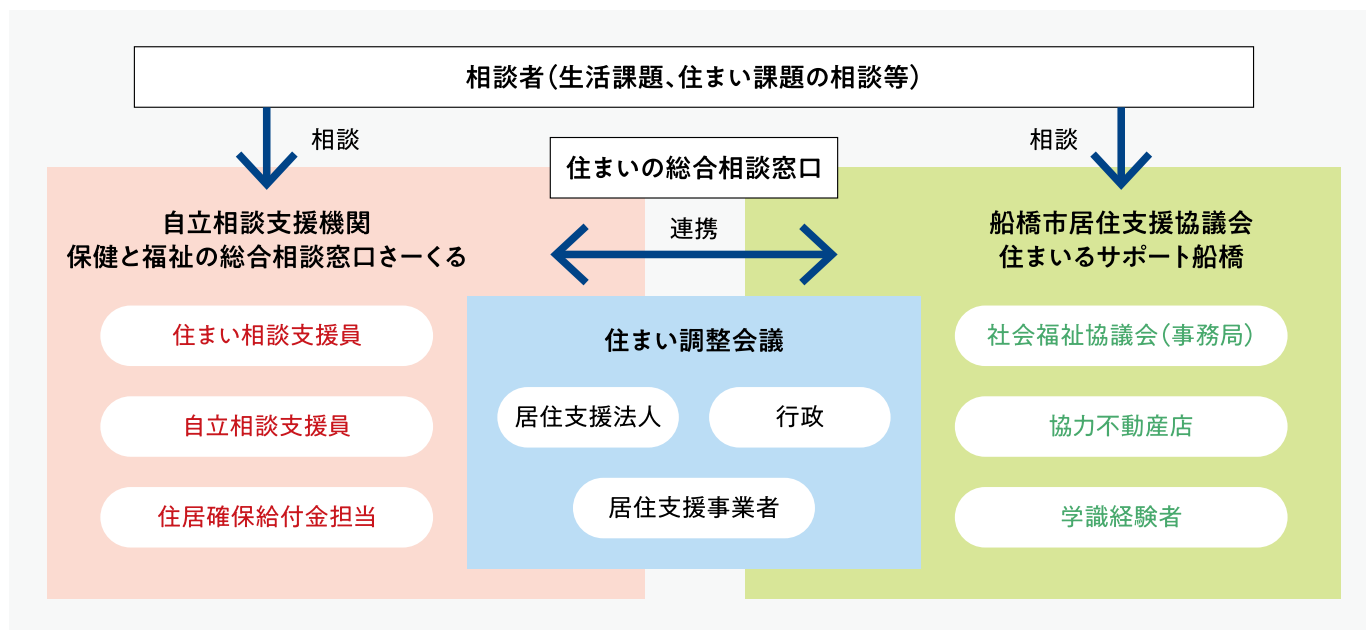 相談者（生活課題、住まい課題の相談等）
相談
相談
住まいの総合相談窓口
連携
自立相談支援機関
保健と福祉の総合相談窓口さーくる
住まい相談支援員
自立相談支援員
住居確保給付金担当
住まい調整会議
居住支援法人
行政
居住支援事業者
船橋市居住支援協議会
住まいるサポート船橋
社会福祉協議会（事務局）
協力不動産店
学識経験者